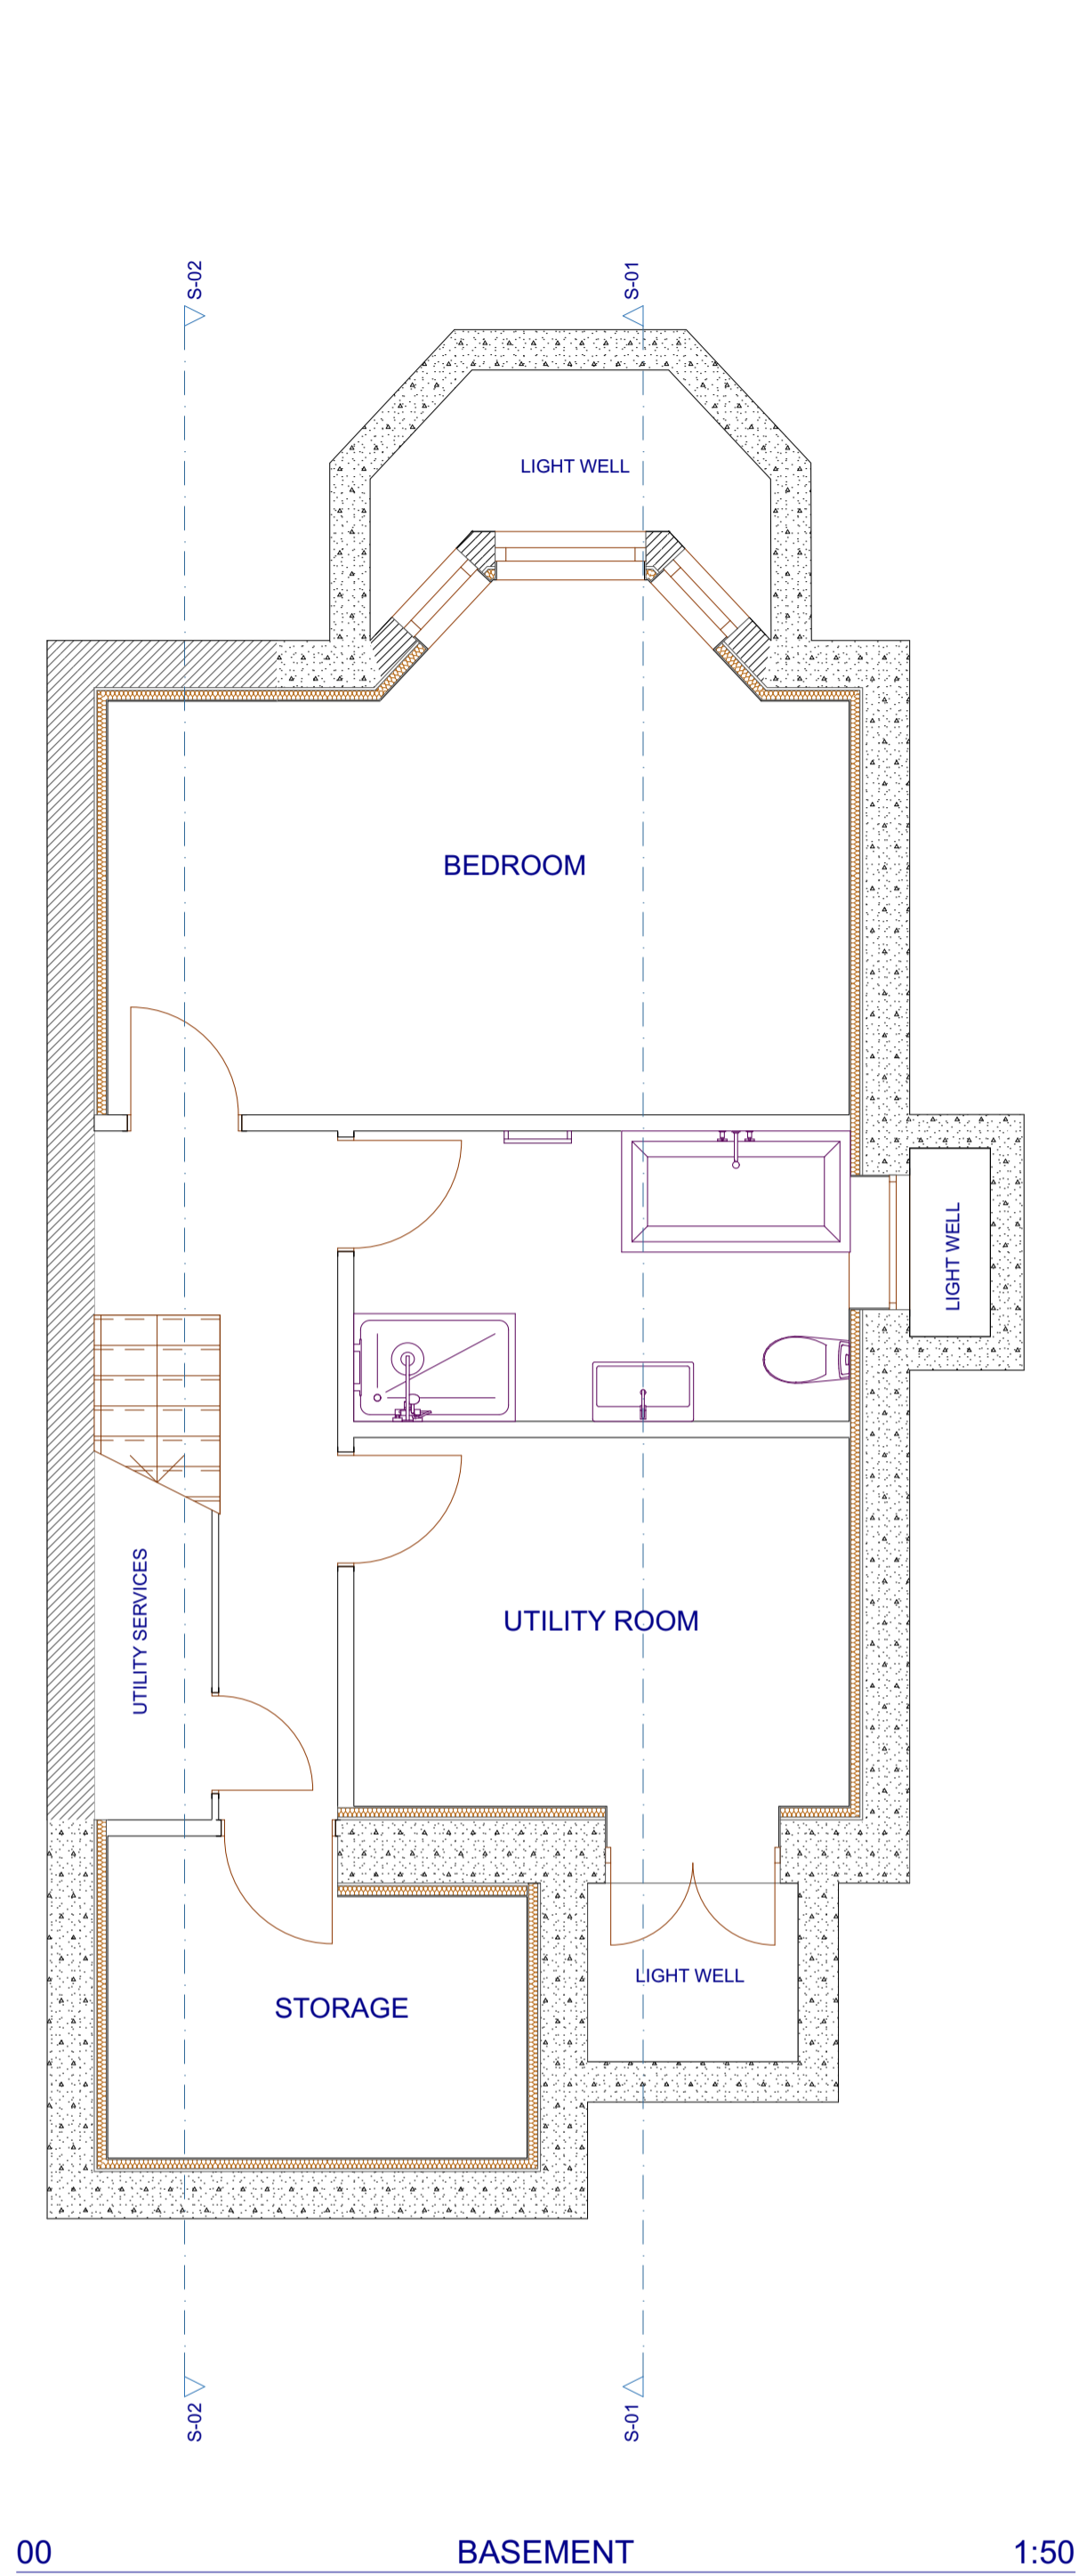 S-02
S-01
LIGHT WELL
BEDROOM
LIGHT WELL
UTILITY SERVICES
UTILITY ROOM
LIGHT WELL
STORAGE
S-02
S-01
00 BASEMENT 1:50